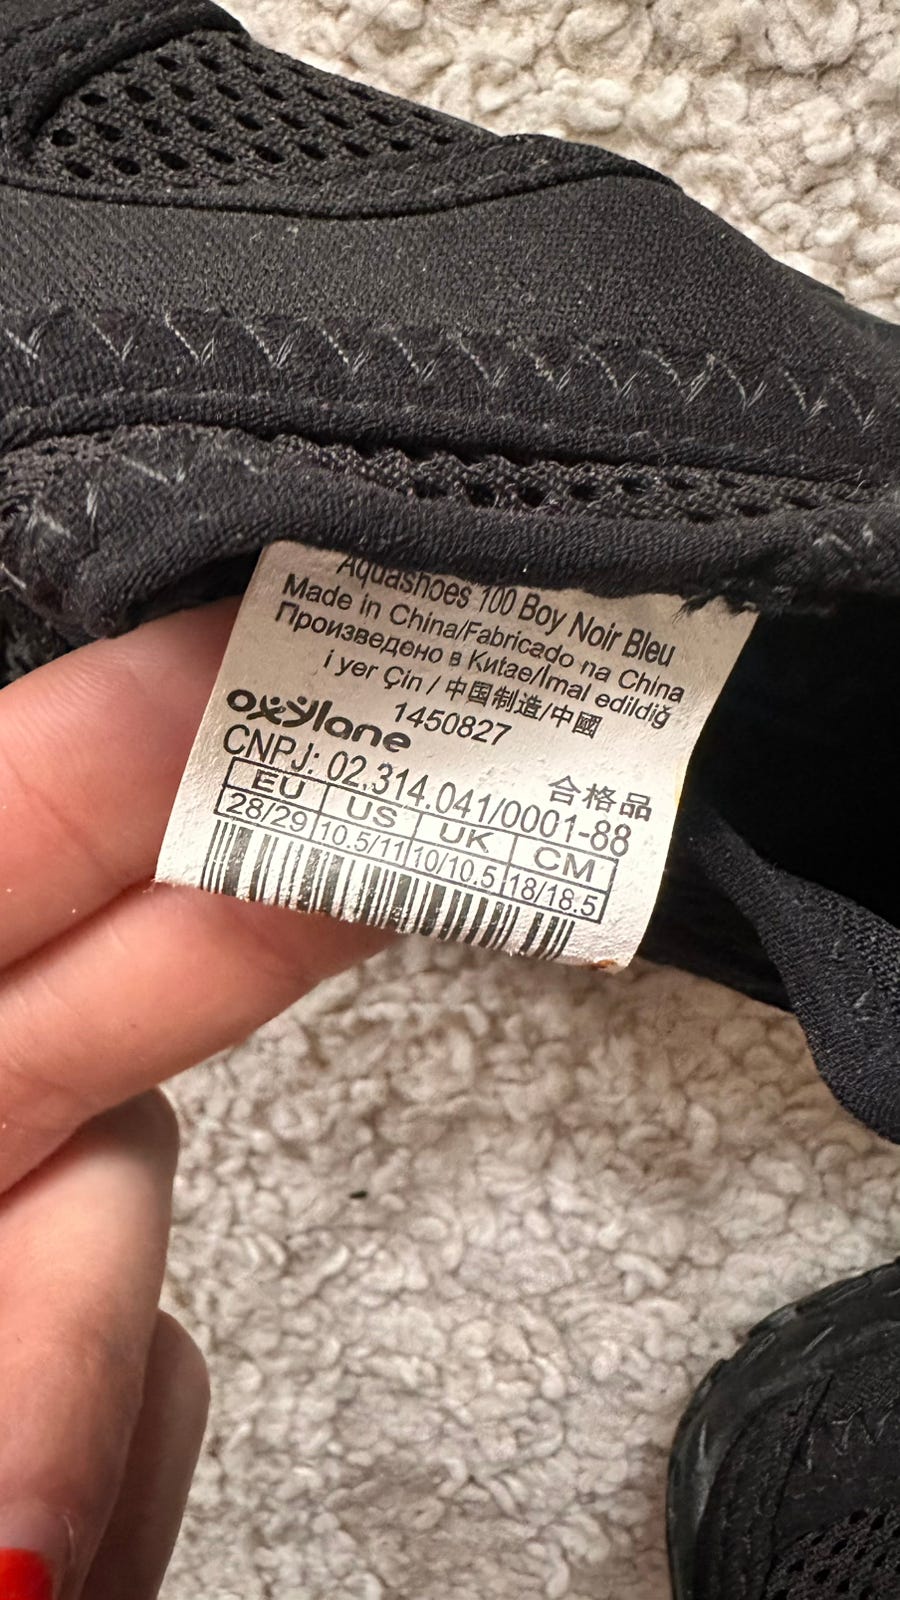 Aquashoes 100 Boy Noir Bleu
Made in China/Fabricado na China
Произведено в Китае/İmal edildiğ
i yer Çin / 中国制造/中國
1450827
oxylane
合格品
CNPJ: 02.314.041/0001-88
EU US UK CM
28/29 10.5/11 10/10.5 18/18.5